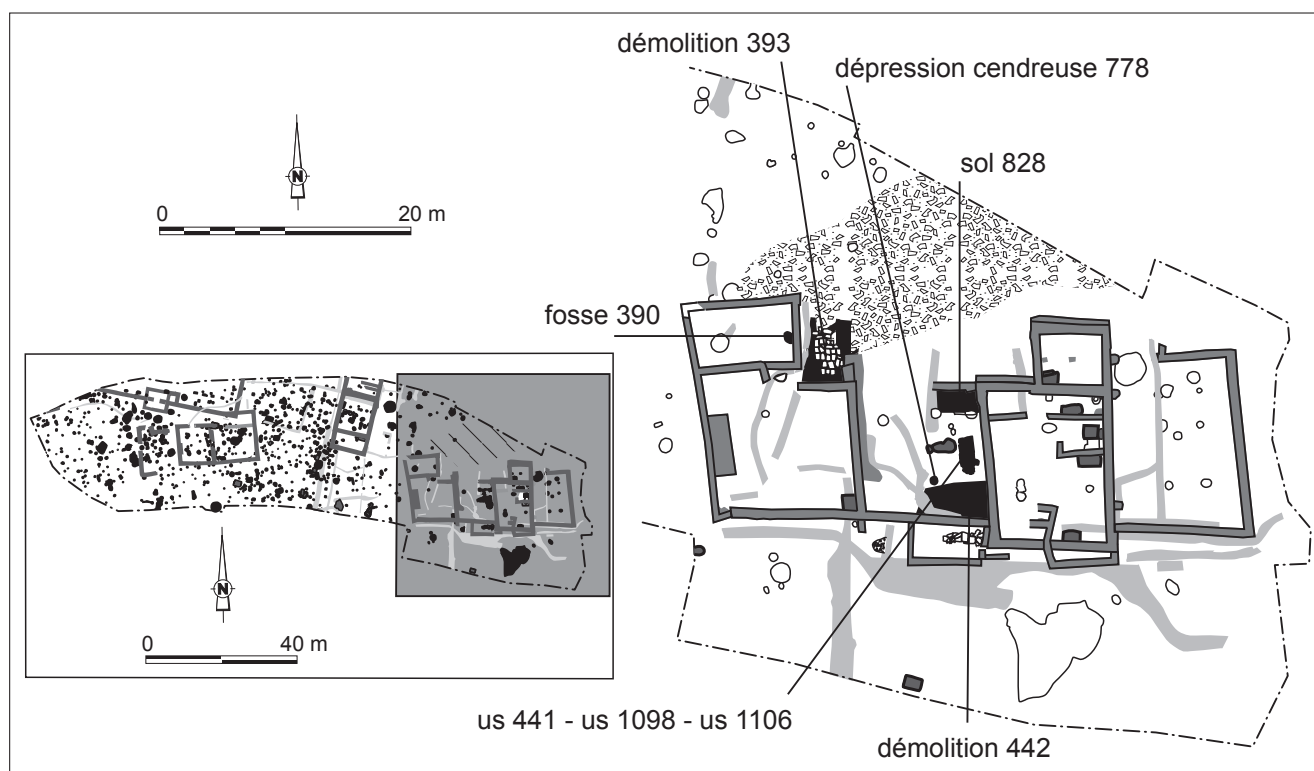 démolition 393
dépression cendreuse 778
sol 828
N
0 20 m
fosse 390
N
0 40 m
us 441 - us 1098 - us 1106
démolition 442